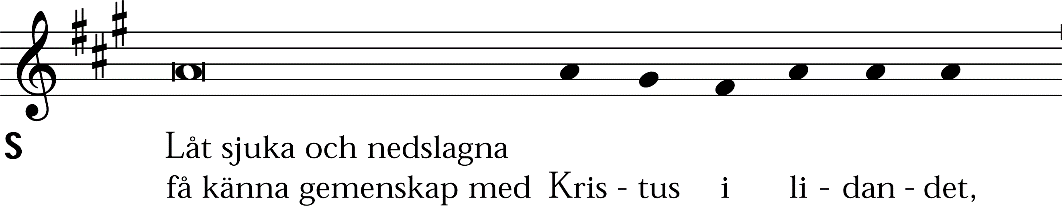 S Låt sjuka och nedslagna
få känna gemenskap med Kris - tus i li - dan - det,